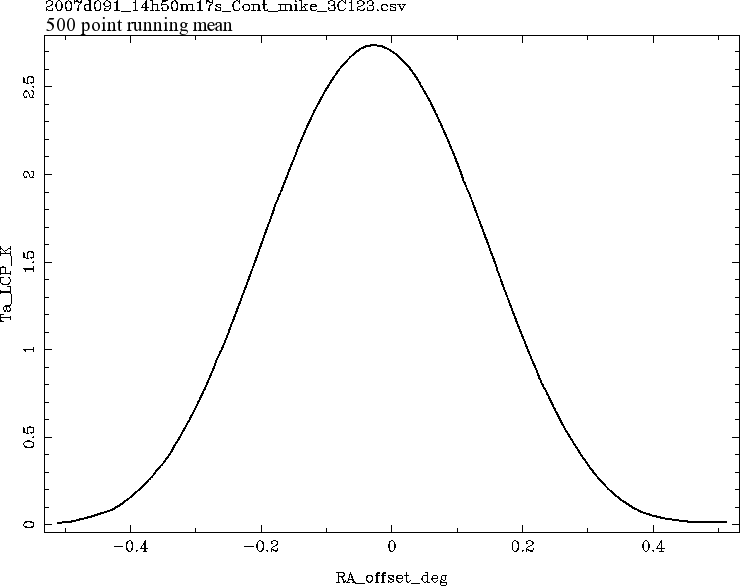 2007d091_14h50m17s_Cont_mike_3C123.csv
500 point running mean
2.5
2
1.5
1
0.5
0
Ta_LCP_K
−0.4 −0.2 0 0.2 0.4
RA_offset_deg